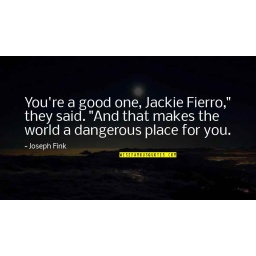 You're a good one, Jackie Fierro,"
they said. "And that makes the
world a dangerous place for you.
- Joseph Fink